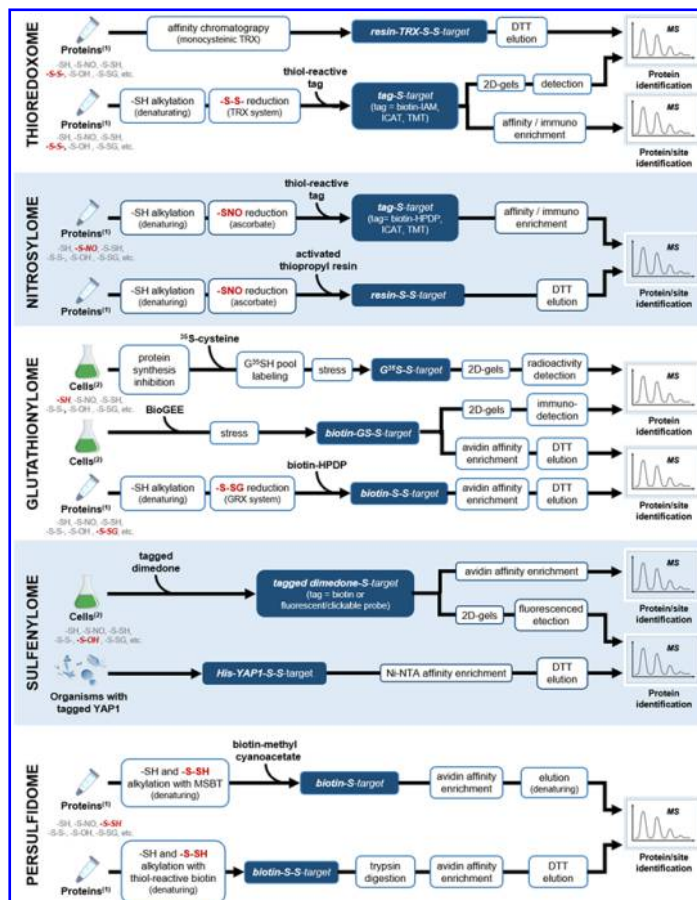 THIOREDOXOME
Proteins(1)
-SH, -S-NO, -S-SH,
-S-S-, -S-OH , -S-SG, etc.
affinity chromatograpy
(monocysteinic TRX)
resin-TRX-S-S-target
DTT
elution
MS
Protein
identification
Proteins(1)
-SH, -S-NO, -S-SH,
-S-S-, -S-OH , -S-SG, etc.
-SH alkylation
(denaturating)
-S-S- reduction
(TRX system)
thiol-reactive
tag
tag-S-target
(tag = biotin-IAM,
ICAT, TMT)
2D-gels
detection
affinity / immuno
enrichment
Protein/site
identification
NITROSYLOME
Proteins(1)
-SH, -S-NO, -S-SH,
-S-S-, -S-OH , -S-SG, etc.
-SH alkylation
(denaturing)
-SNO reduction
(ascorbate)
thiol-reactive
tag
tag-S-target
(tag= biotin-HPDP,
ICAT, TMT)
affinity / immuno
enrichment
MS
Protein/site
identification
Proteins(1)
-SH alkylation
(denaturing)
-SNO reduction
(ascorbate)
activated
thiopropyl resin
resin-S-S-target
DTT
elution
GLUTATHIONYLOME
Cells(2)
-SH, -S-NO, -S-SH,
-S-S-, -S-OH , -S-SG, etc.
protein
synthesis
inhibition
35S-cysteine
G35SH pool
labeling
stress
G35S-S-target
2D-gels
radioactivity
detection
MS
Protein
identification
Cells(2)
BioGEE
stress
biotin-GS-S-target
2D-gels
immuno-
detection
avidin affinity
enrichment
DTT
elution
MS
Protein/site
identification
Proteins(1)
-SH, -S-NO, -S-SH,
-S-S-, -S-OH , -S-SG, etc.
-SH alkylation
(denaturing)
-S-SG reduction
(GRX system)
biotin-HPDP
biotin-S-S-target
avidin affinity
enrichment
DTT
elution
SULFENYLOME
Cells(2)
-SH, -S-NO, -S-SH,
-S-S-, -S-OH , -S-SG, etc.
tagged
dimedone
tagged dimedone-S-target
(tag = biotin or
fluorescent/clickable probe)
avidin affinity enrichment
2D-gels
fluorescenced
etection
MS
Protein/site
identification
Organisms with
tagged YAP1
His-YAP1-S-S-target
Ni-NTA affinity enrichment
DTT
elution
MS
Protein
identification
PERSULFIDOME
Proteins(1)
-SH, -S-NO, -S-SH
-S-S-, -S-OH, -S-SG, etc.
-SH and -S-SH
alkylation with MSBT
(denaturing)
biotin-methyl
cyanoacetate
biotin-S-target
avidin affinity
enrichment
elution
(denaturing)
MS
Protein/site
identification
Proteins(1)
-SH and -S-SH
alkylation with
thiol-reactive biotin
(denaturing)
biotin-S-S-target
trypsin
digestion
avidin affinity
enrichment
DTT
elution